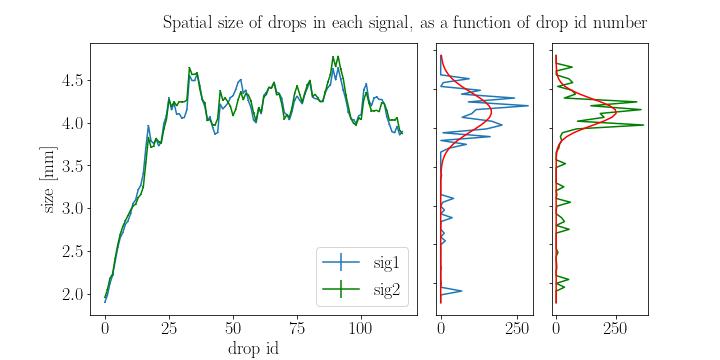 Spatial size of drops in each signal, as a function of drop id number
size [mm]
4.5
4.0
3.5
3.0
2.5
2.0
sig1
sig2
0 25 50 75 100
0 250
0 250
drop id